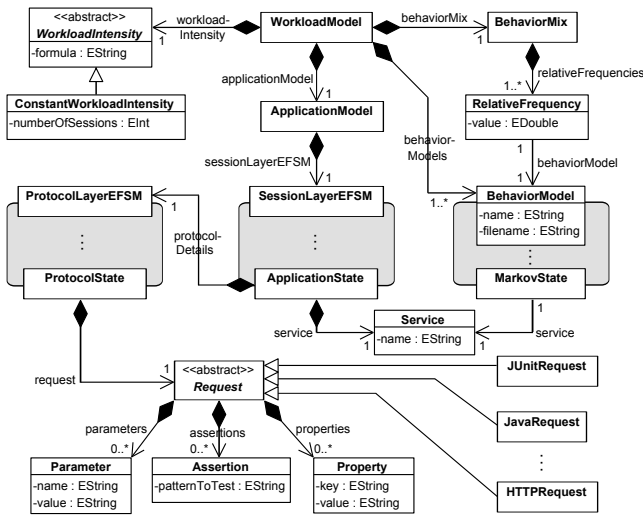 <<abstract>>
WorkloadIntensity
-formula : EString
workload-
Intensity
1
WorkloadModel
behaviorMix
1
BehaviorMix
ConstantWorkloadIntensity
-numberOfSessions : EInt
applicationModel
1
ApplicationModel
relativeFrequencies
1..*
RelativeFrequency
-value : EDouble
sessionLayerEFSM
1
behavior-
Models
1..*
1
behaviorModel
1
ProtocolLayerEFSM
1
SessionLayerEFSM
BehaviorModel
-name : EString
-filename : EString
protocol-
Details
⋮
⋮
⋮
ProtocolState
ApplicationState
MarkovState
service
1
Service
-name : EString
1
1
service
request
1
<<abstract>>
Request
JUnitRequest
JavaRequest
⋮
HTTPRequest
parameters
0..*
assertions
0..*
properties
0..*
Parameter
-name : EString
-value : EString
Assertion
-patternToTest : EString
Property
-key : EString
-value : EString